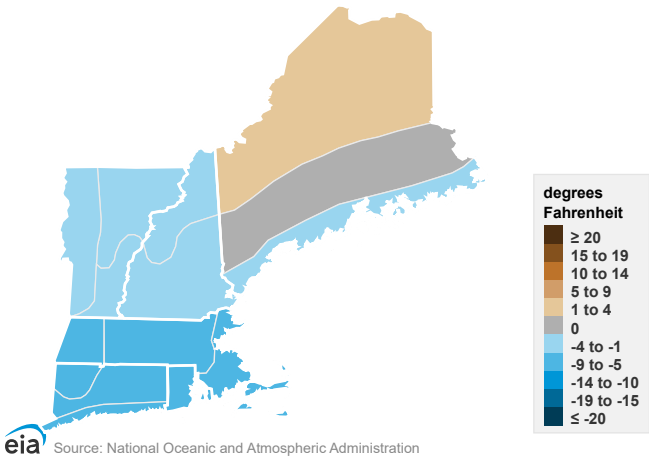 degrees
Fahrenheit
≥ 20
15 to 19
10 to 14
5 to 9
1 to 4
0
-4 to -1
-9 to -5
-14 to -10
-19 to -15
≤ -20
eia
Source: National Oceanic and Atmospheric Administration